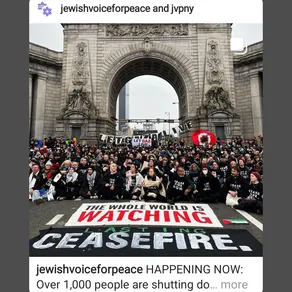 jewishvoiceforpeace and jvpny
THE WHOLE WORLD IS
WATCHING
LASTING
CEASEFIRE.
jewishvoiceforpeace HAPPENING NOW:
Over 1,000 people are shutting do... more